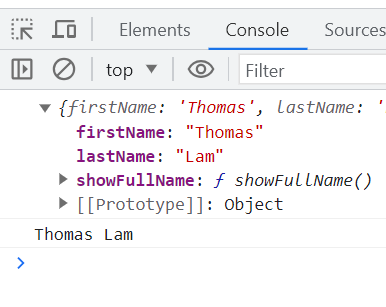 Elements Console Sources
top Filter
{firstName: 'Thomas', lastName: '
firstName: "Thomas"
lastName: "Lam"
showFullName: ƒ showFullName()
[[Prototype]]: Object
Thomas Lam